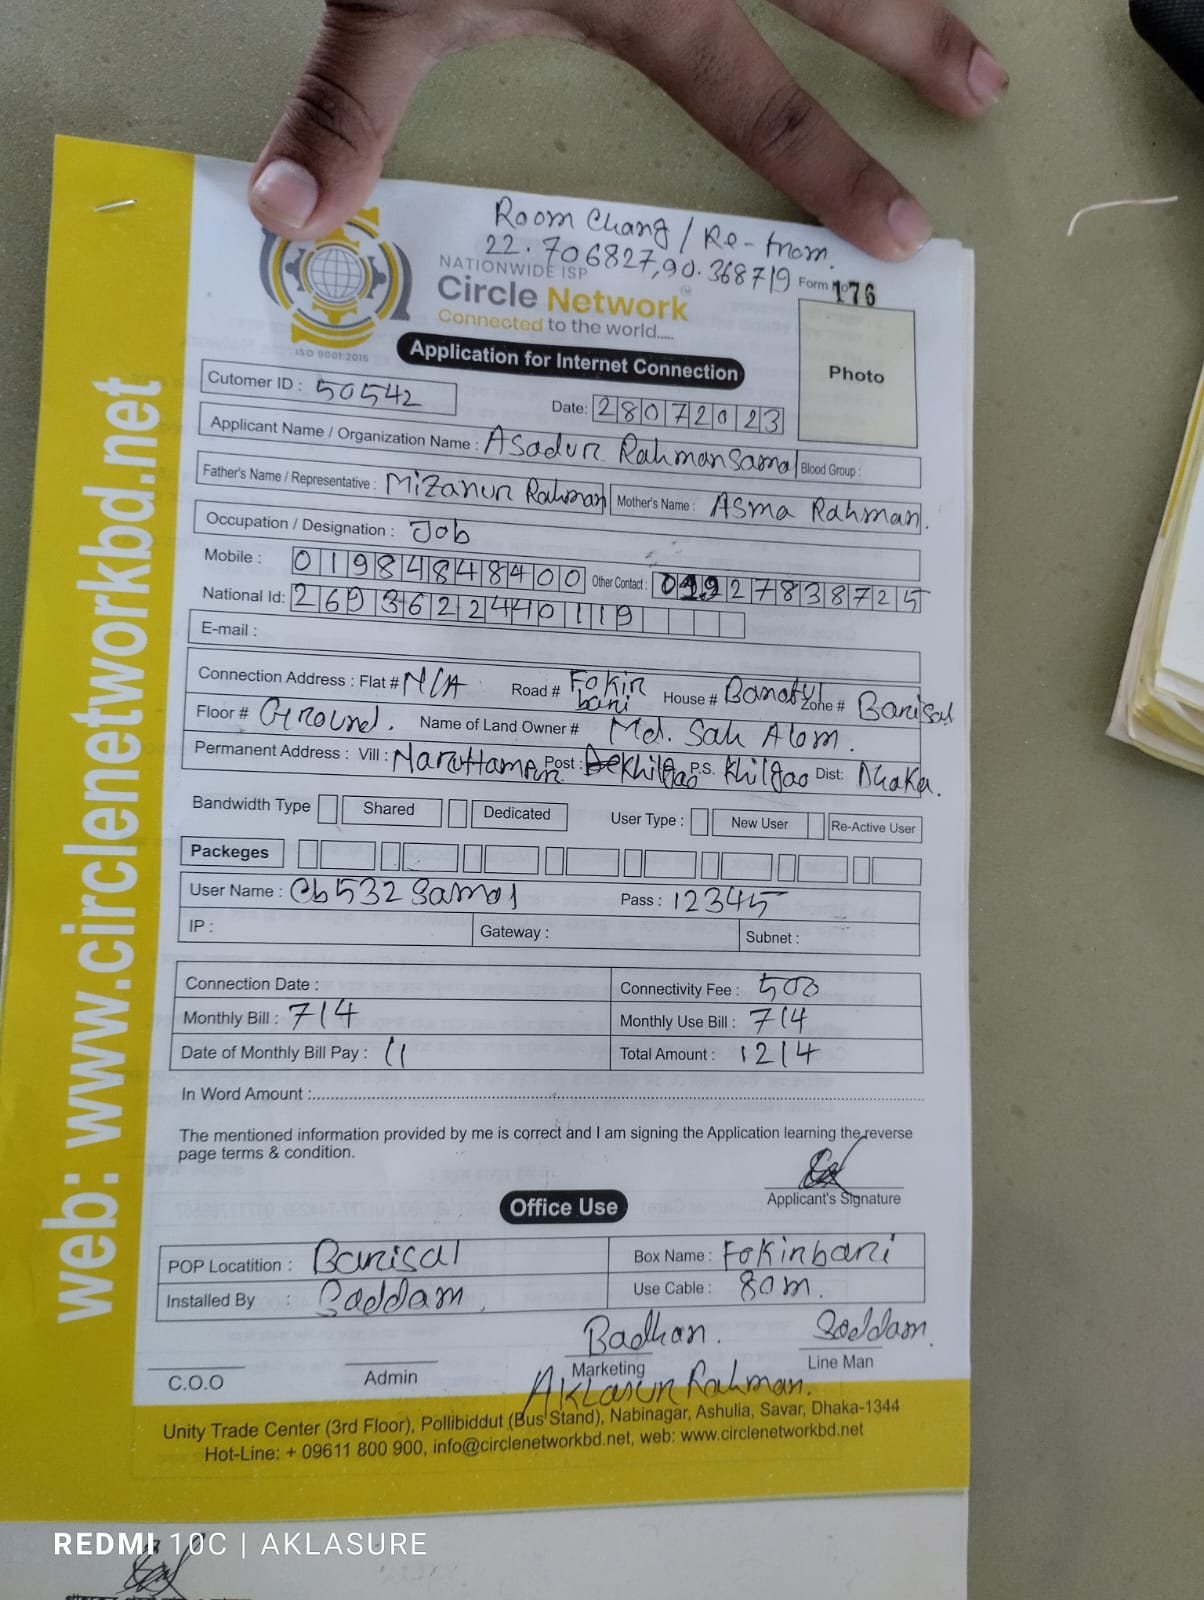 Room Chang / Re-trom.
22.706827,90.368719
NATIONWIDE ISP
Form No 176
Circle Network
Connected to the world.....
ISO 9001:2015
Application for Internet Connection
Photo
Cutomer ID : 50542
Date: 28072023
Applicant Name / Organization Name : Asadur Rahman Samal Blood Group :
Father's Name / Representative : Mizanur Rahman Mother's Name : Asma Rahman.
Occupation / Designation : Job
Mobile : 01984848400 Other Contact : 01927838725
National Id: 2693622440119
E-mail :
Connection Address : Flat # N/A Road # Fokir bari House # Zone # Barisal
Floor # Ground. Name of Land Owner # Md. Sah Alom.
Permanent Address : Vill : Post : Khilgao P.S. Khilgao Dist: Dhaka.
Bandwidth Type Shared Dedicated User Type : New User Re-Active User
Packeges
User Name : Pass : 12345
IP : Gateway : Subnet :
Connection Date : Connectivity Fee : 500
Monthly Bill : 714 Monthly Use Bill : 714
Date of Monthly Bill Pay : Total Amount : 1214
In Word Amount :
The mentioned information provided by me is correct and I am signing the Application learning the reverse
page terms & condition.
Applicant's Signature
Office Use
POP Locatition : Barisal Box Name : Fokirbari
Installed By : Saddam Use Cable : 80m.
Badhan. Saddam
C.O.O Admin Marketing Line Man
Aklasur Rahman.
Unity Trade Center (3rd Floor), Pollibiddut (Bus Stand), Nabinagar, Ashulia, Savar, Dhaka-1344
Hot-Line: + 09611 800 900, info@circlenetworkbd.net, web: www.circlenetworkbd.net
web: www.circlenetworkbd.net
REDMI 10C | AKLASURE